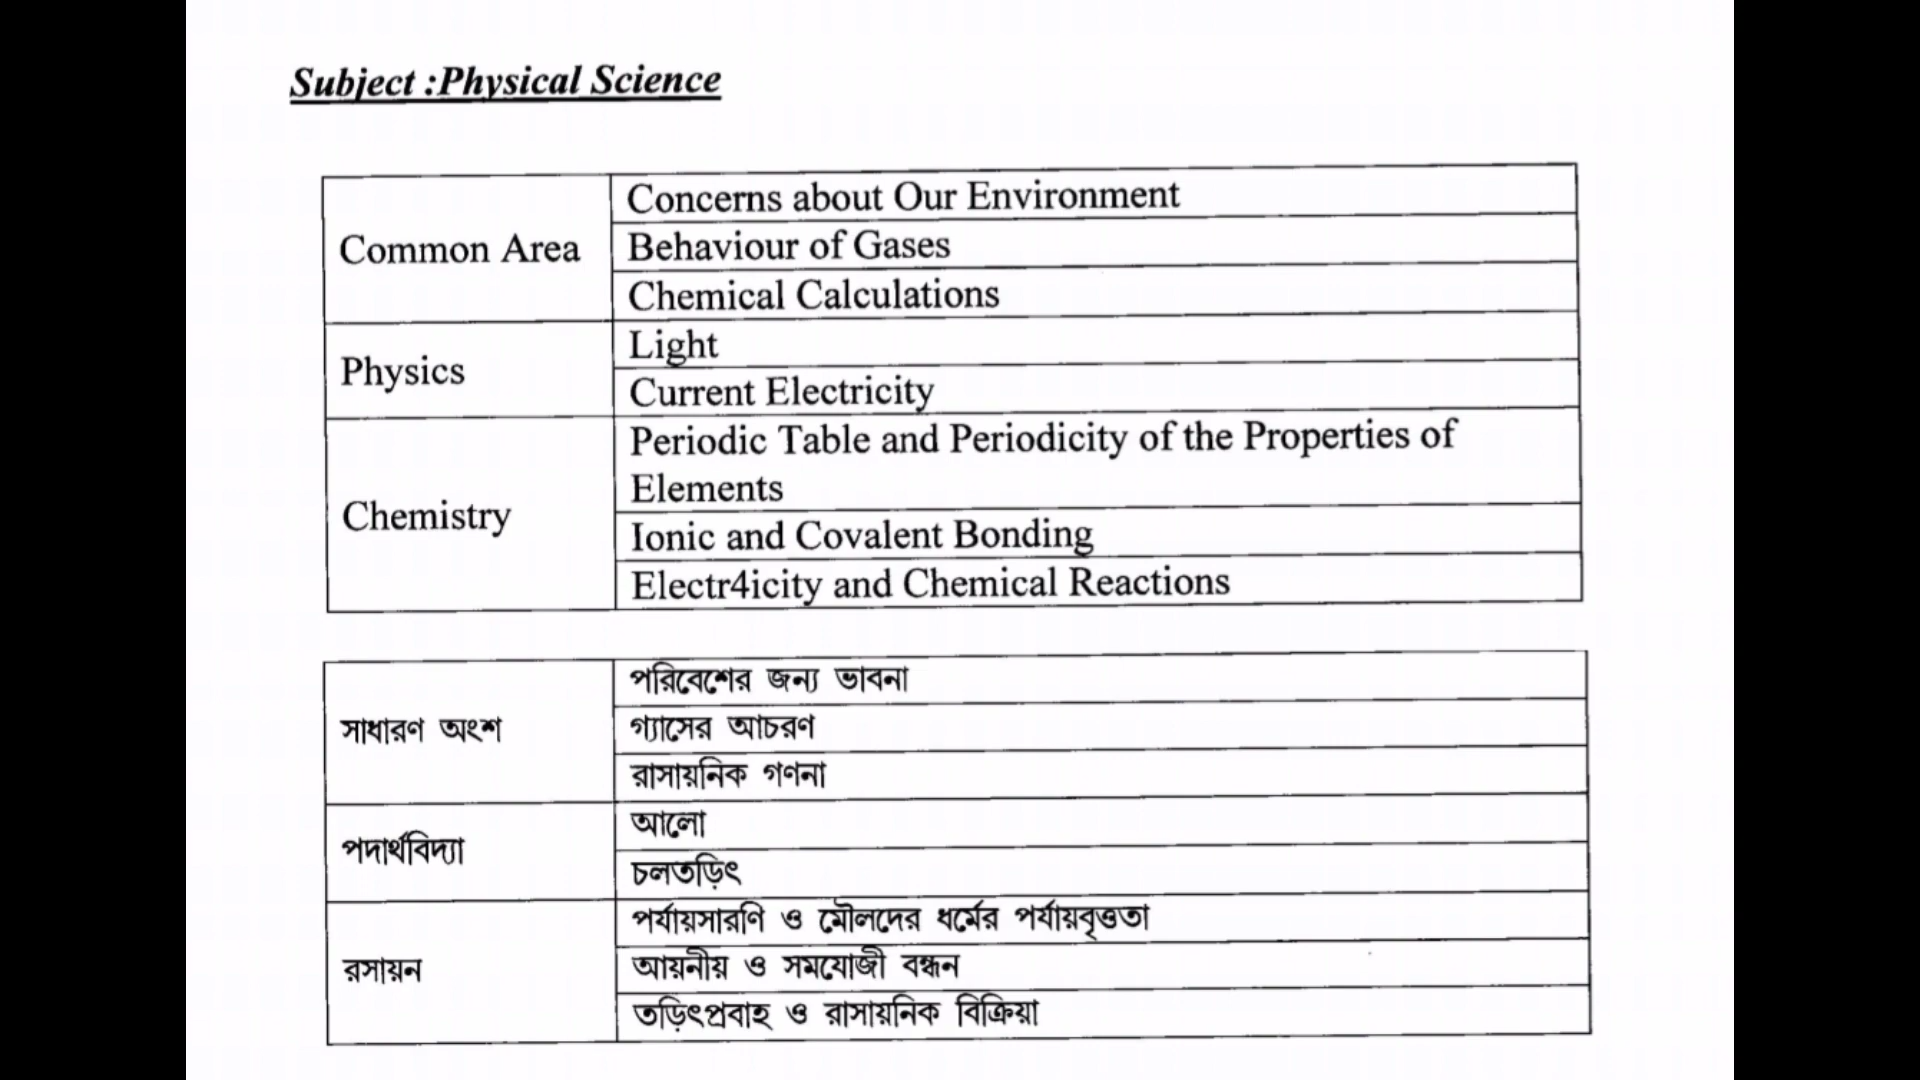 Subject :Physical Science
Common Area
Concerns about Our Environment
Behaviour of Gases
Chemical Calculations
Physics
Light
Current Electricity
Chemistry
Periodic Table and Periodicity of the Properties of
Elements
Ionic and Covalent Bonding
Electr4icity and Chemical Reactions
সাধারণ অংশ
পরিবেশের জন্য ভাবনা
গ্যাসের আচরণ
রাসায়নিক গণনা
পদার্থবিদ্যা
আলো
চলতড়িৎ
রসায়ন
পর্যায়সারণি ও মৌলদের ধর্মের পর্যায়বৃত্ততা
আয়নীয় ও সমযোজী বন্ধন
তড়িৎপ্রবাহ ও রাসায়নিক বিক্রিয়া